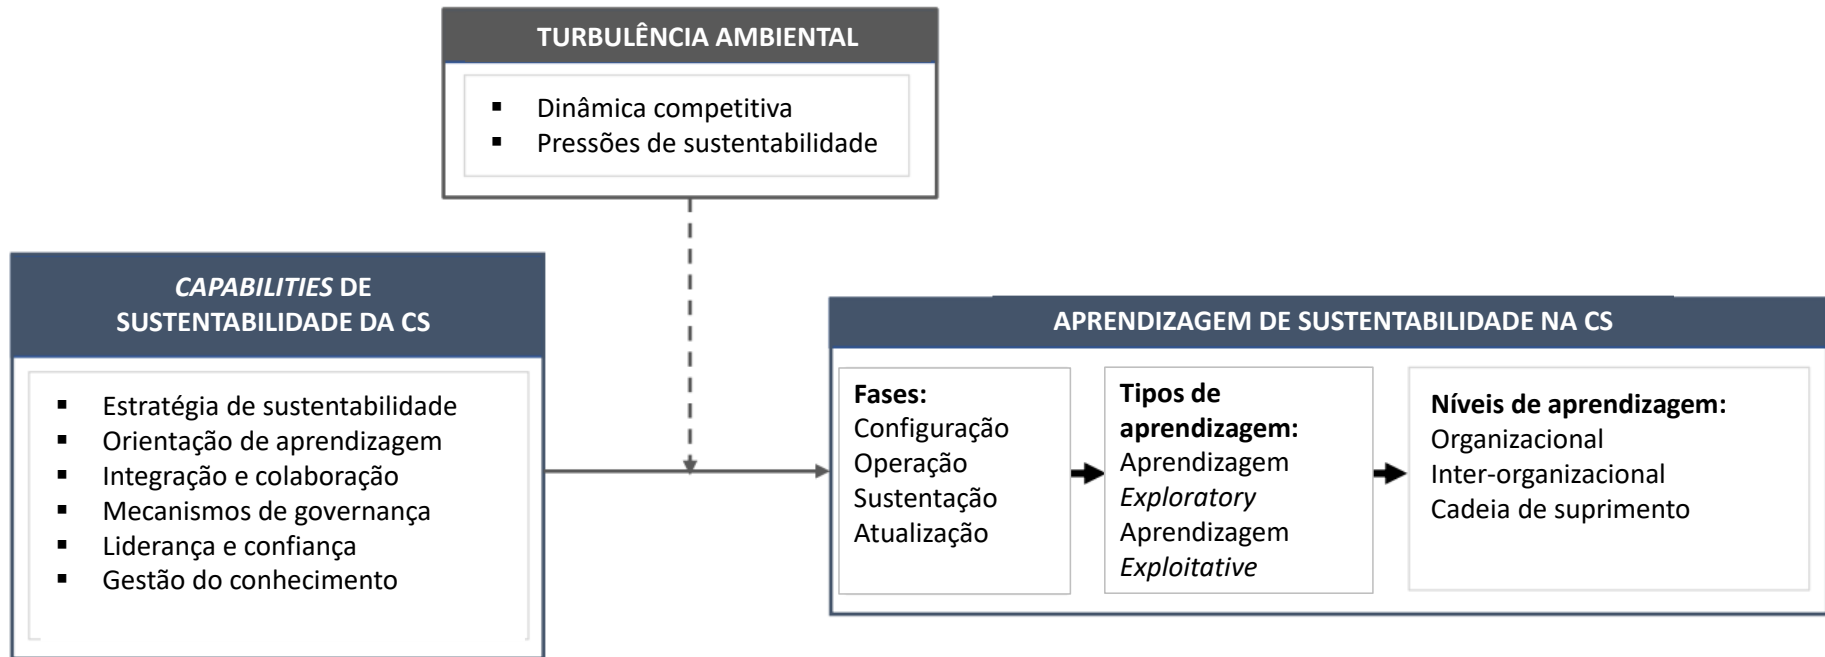 TURBULÊNCIA AMBIENTAL
▪ Dinâmica competitiva
▪ Pressões de sustentabilidade
CAPABILITIES DE
SUSTENTABILIDADE DA CS
▪ Estratégia de sustentabilidade
▪ Orientação de aprendizagem
▪ Integração e colaboração
▪ Mecanismos de governança
▪ Liderança e confiança
▪ Gestão do conhecimento
APRENDIZAGEM DE SUSTENTABILIDADE NA CS
Fases:
Configuração
Operação
Sustentação
Atualização
Tipos de
aprendizagem:
Aprendizagem
Exploratory
Aprendizagem
Exploitative
Níveis de aprendizagem:
Organizacional
Inter-organizacional
Cadeia de suprimento